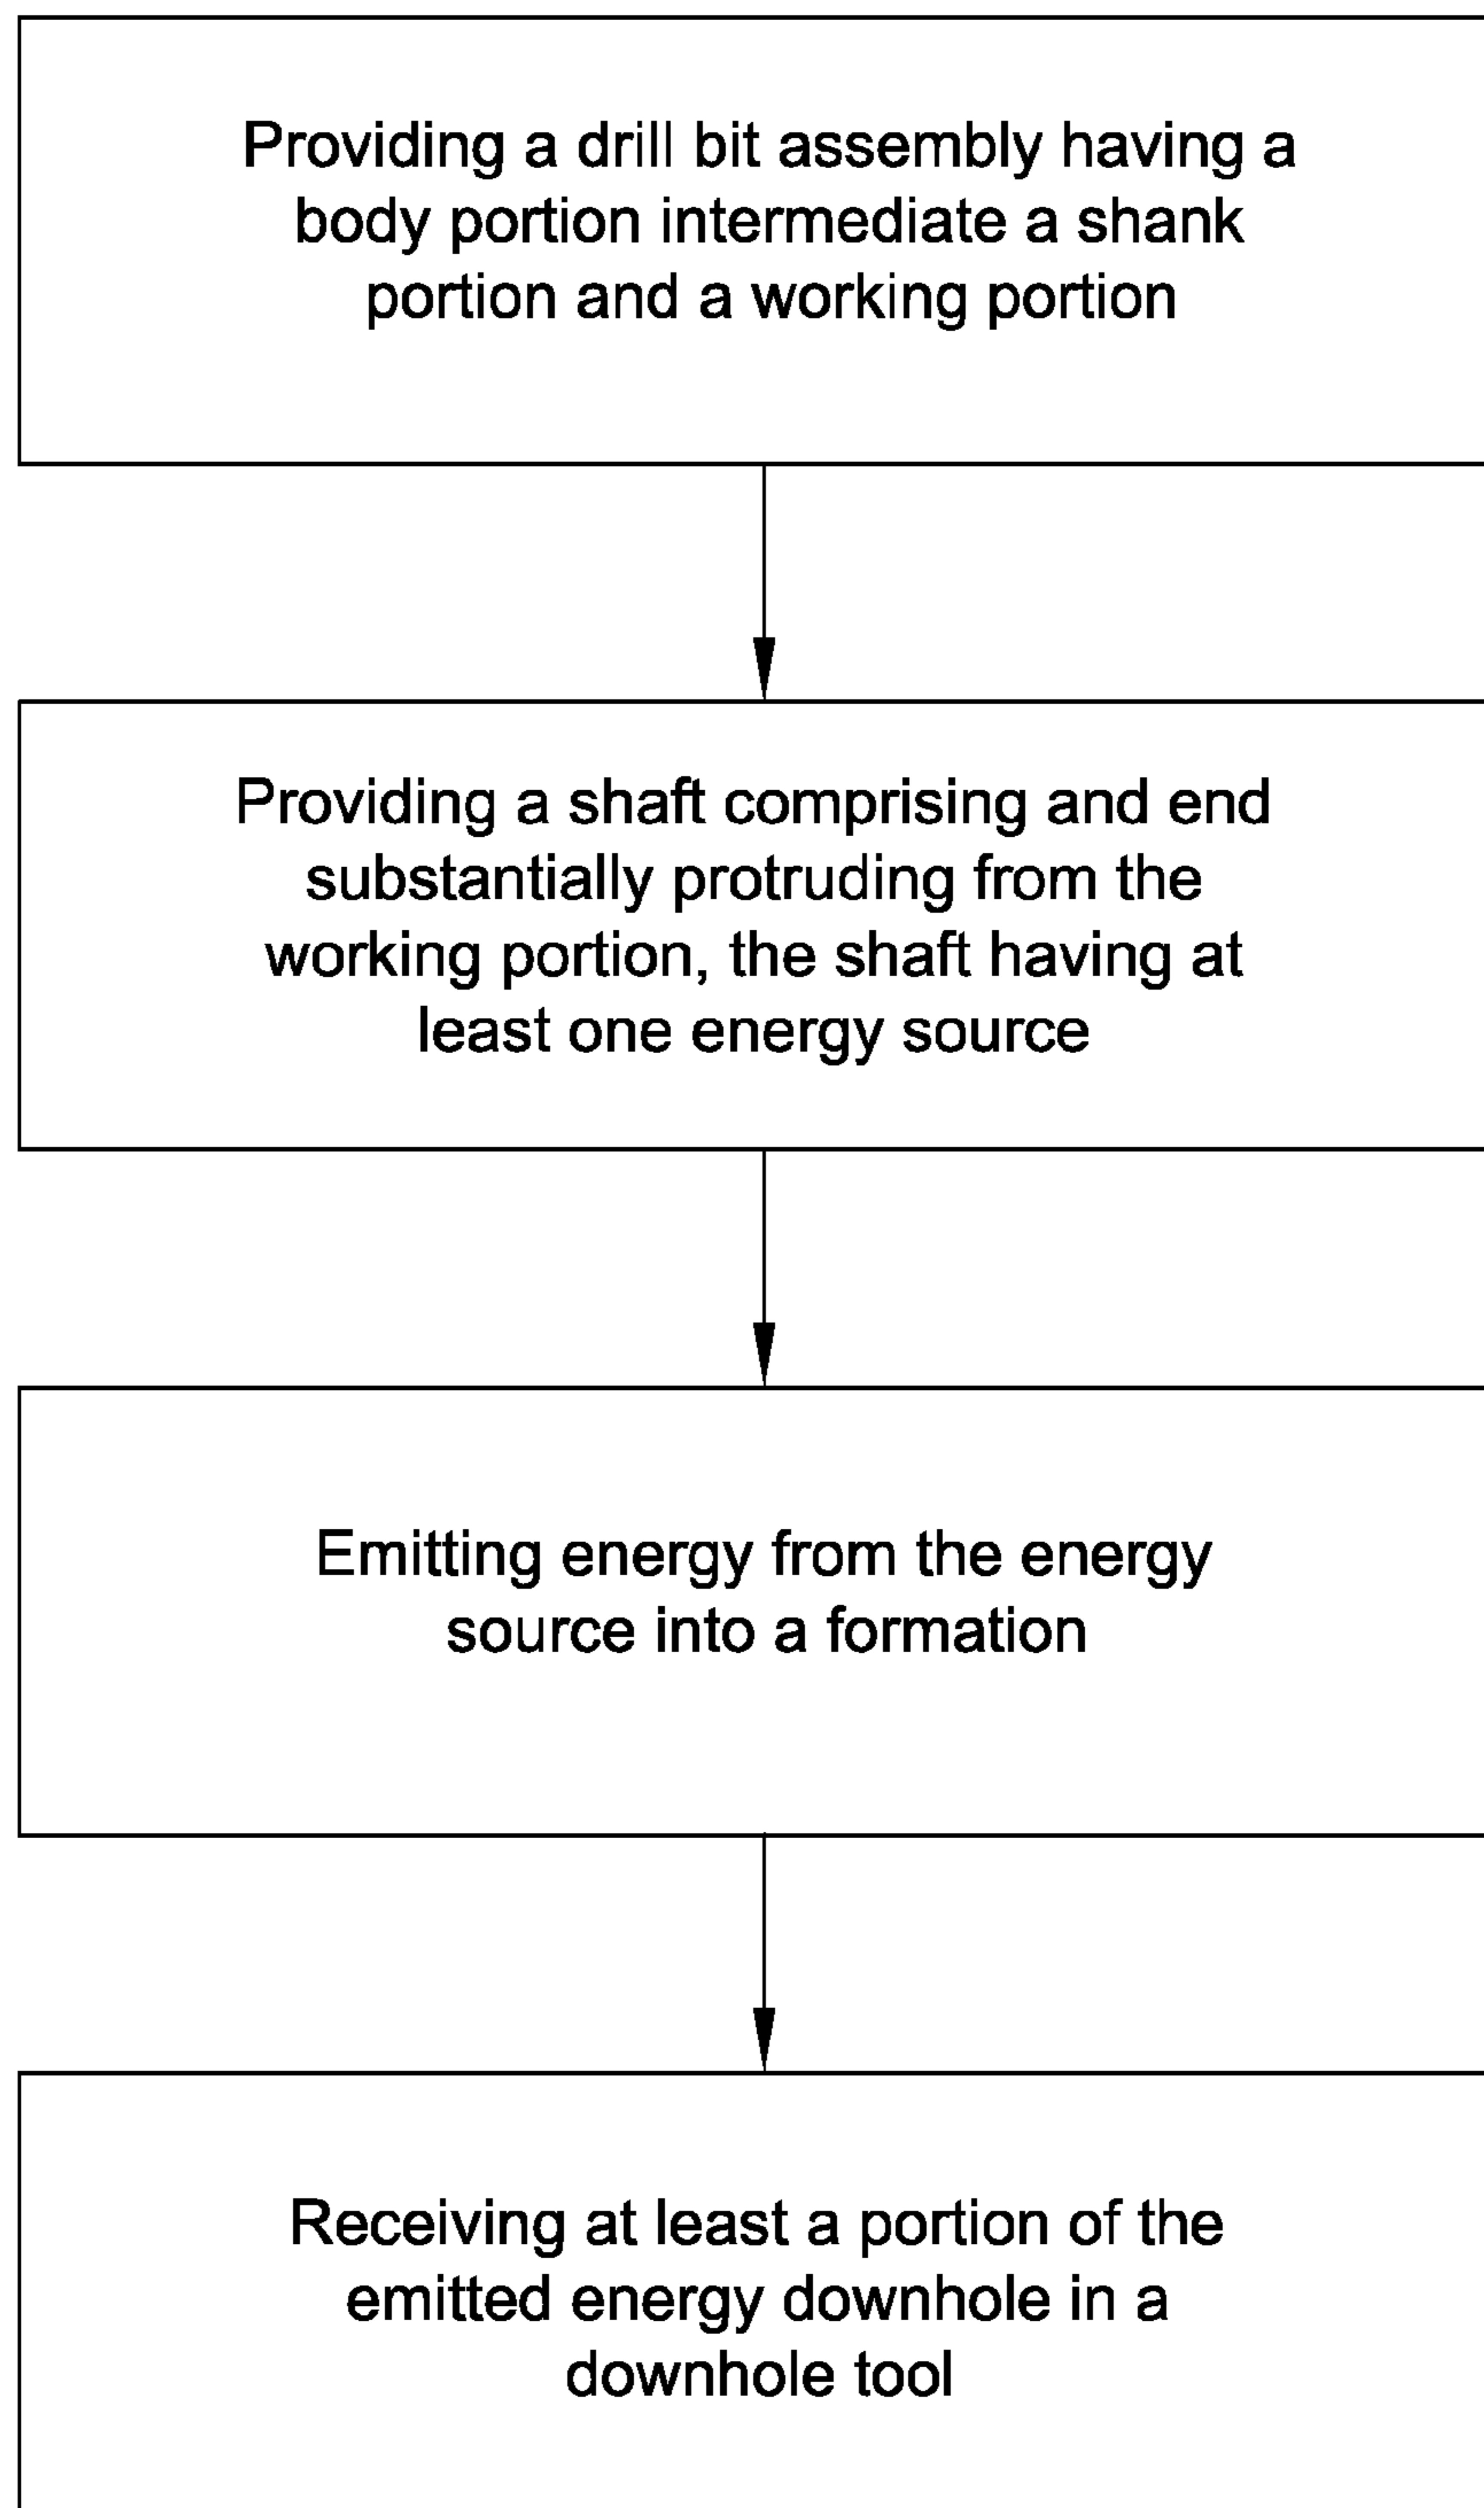 Providing a drill bit assembly having a
body portion intermediate a shank
portion and a working portion
Providing a shaft comprising and end
substantially protruding from the
working portion, the shaft having at
least one energy source
Emitting energy from the energy
source into a formation
Receiving at least a portion of the
emitted energy downhole in a
downhole tool